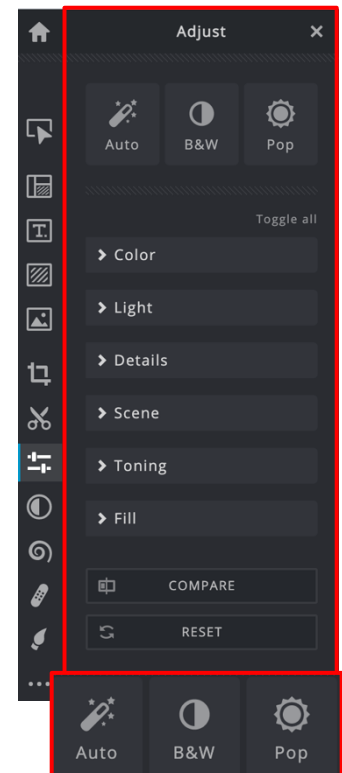 Adjust
Auto B&W Pop
Toggle all
Color
Light
Details
Scene
Toning
Fill
COMPARE
RESET
Auto B&W Pop